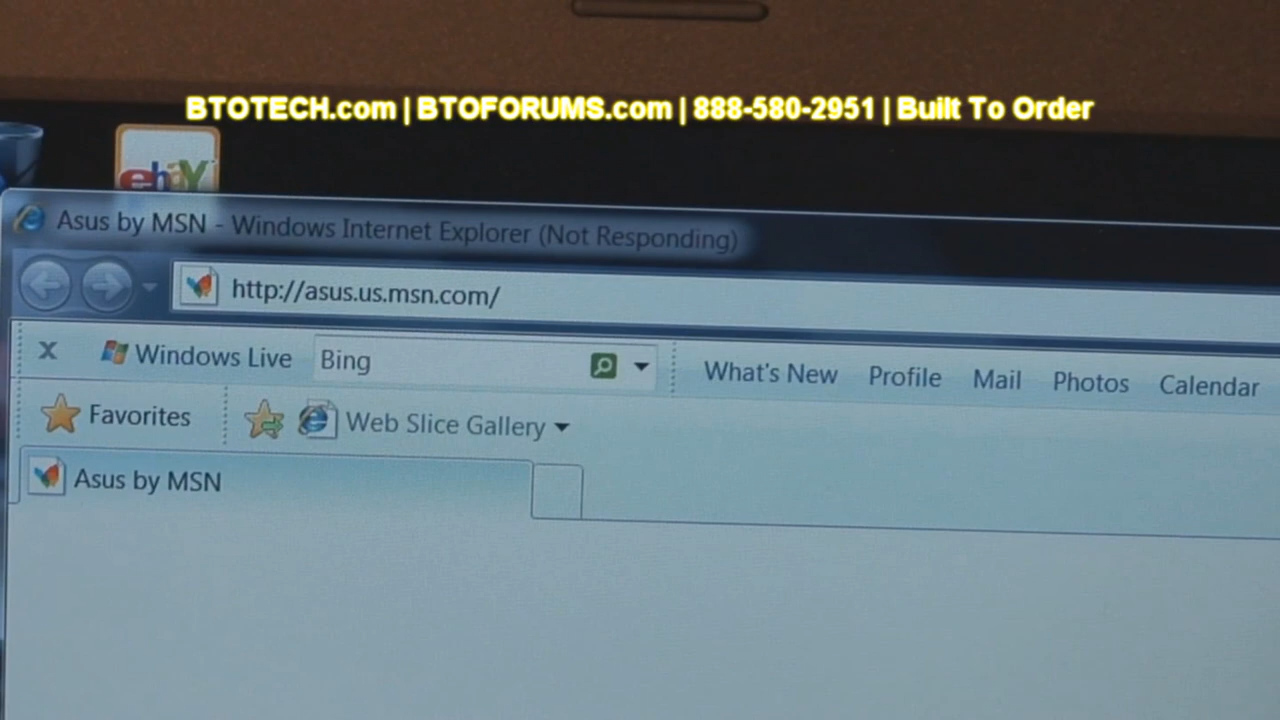 BTOTECH.com | BTOFORUMS.com | 888-580-2951 | Built To Order
ebaY
Asus by MSN - Windows Internet Explorer (Not Responding)
http://asus.us.msn.com/
Windows Live Bing What's New Profile Mail Photos Calendar
Favorites Web Slice Gallery
Asus by MSN